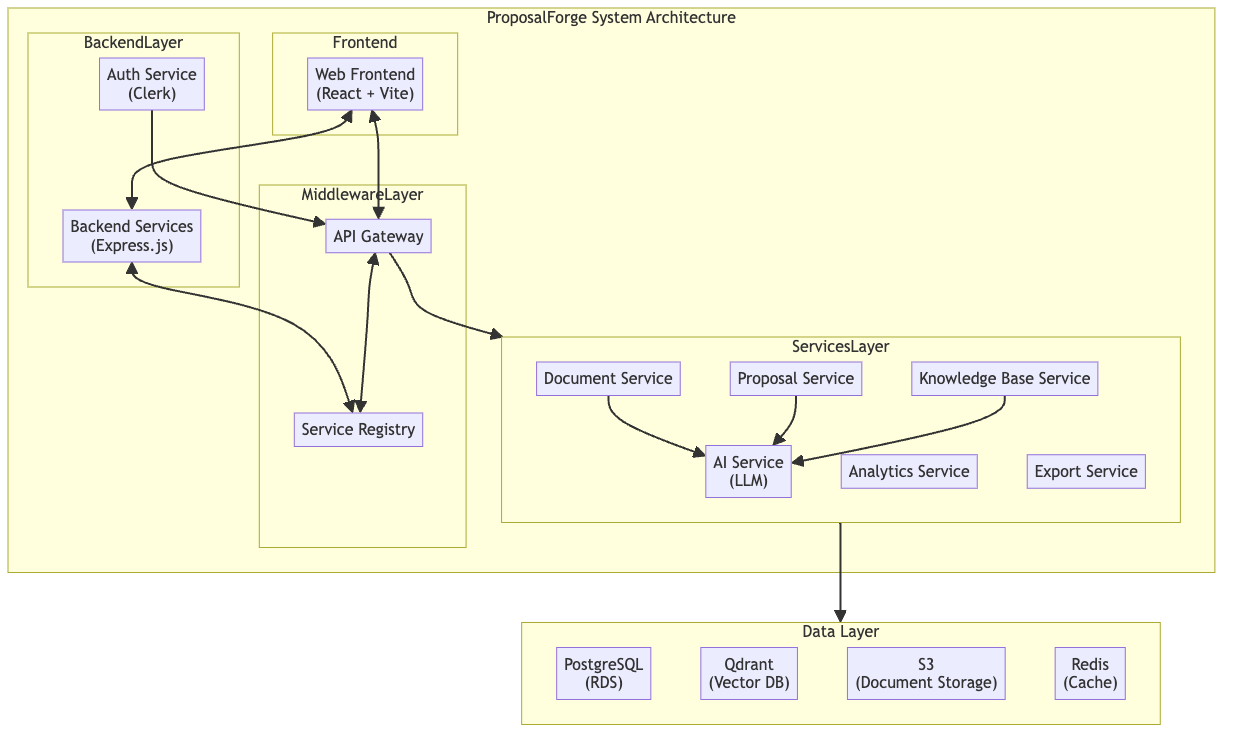 ProposalForge System Architecture
BackendLayer
Auth Service
(Clerk)
Backend Services
(Express.js)
Frontend
Web Frontend
(React + Vite)
MiddlewareLayer
API Gateway
Service Registry
ServicesLayer
Document Service
Proposal Service
Knowledge Base Service
AI Service
(LLM)
Analytics Service
Export Service
Data Layer
PostgreSQL
(RDS)
Qdrant
(Vector DB)
S3
(Document Storage)
Redis
(Cache)